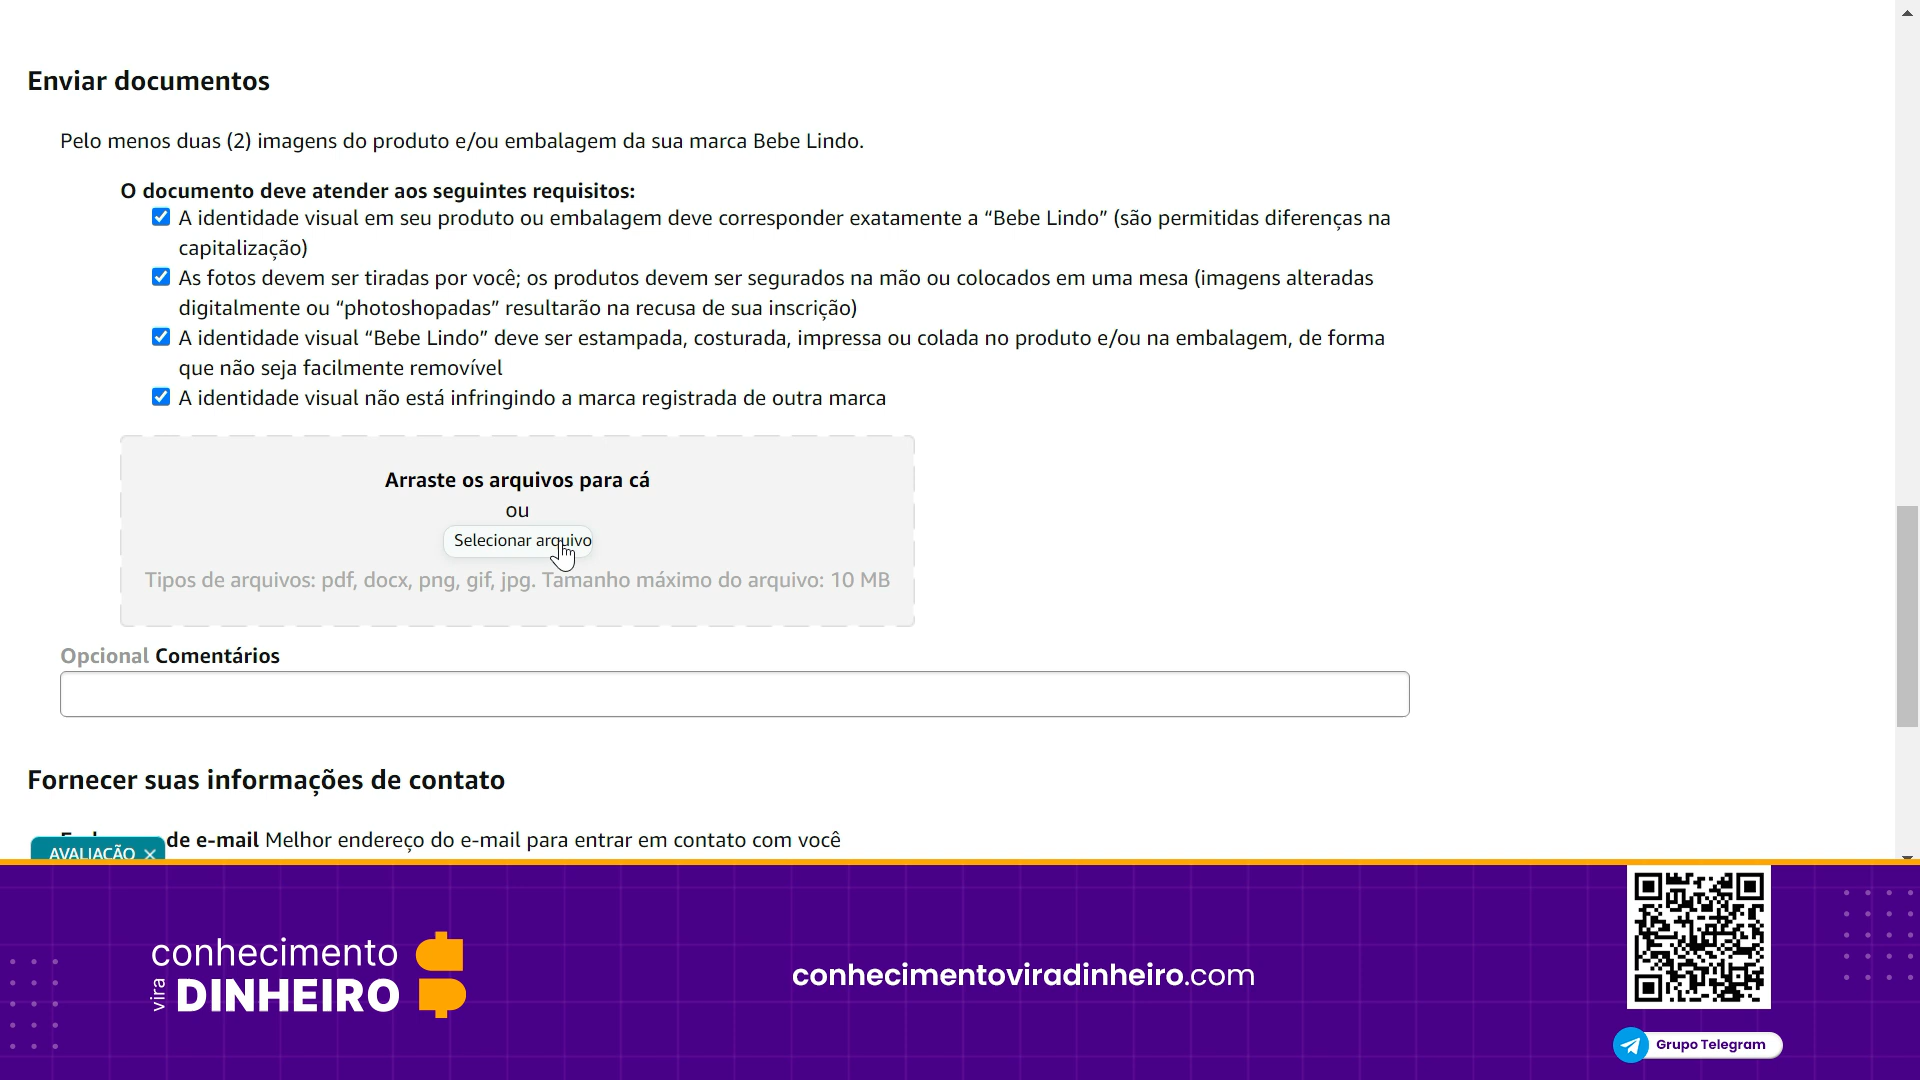 Enviar documentos
Pelo menos duas (2) imagens do produto e/ou embalagem da sua marca Bebe Lindo.
O documento deve atender aos seguintes requisitos:
A identidade visual em seu produto ou embalagem deve corresponder exatamente a “Bebe Lindo” (são permitidas diferenças na
capitalização)
As fotos devem ser tiradas por você; os produtos devem ser segurados na mão ou colocados em uma mesa (imagens alteradas
digitalmente ou “photoshopadas” resultarão na recusa de sua inscrição)
A identidade visual “Bebe Lindo” deve ser estampada, costurada, impressa ou colada no produto e/ou na embalagem, de forma
que não seja facilmente removível
A identidade visual não está infringindo a marca registrada de outra marca
Arraste os arquivos para cá
ou
Selecionar arquivo
Tipos de arquivos: pdf, docx, png, gif, jpg. Tamanho máximo do arquivo: 10 MB
Opcional Comentários
Fornecer suas informações de contato
de e-mail Melhor endereço do e-mail para entrar em contato com você
AVALIAÇÃO
conhecimento
vira DINHEIRO
conhecimentoviradinheiro.com
Grupo Telegram